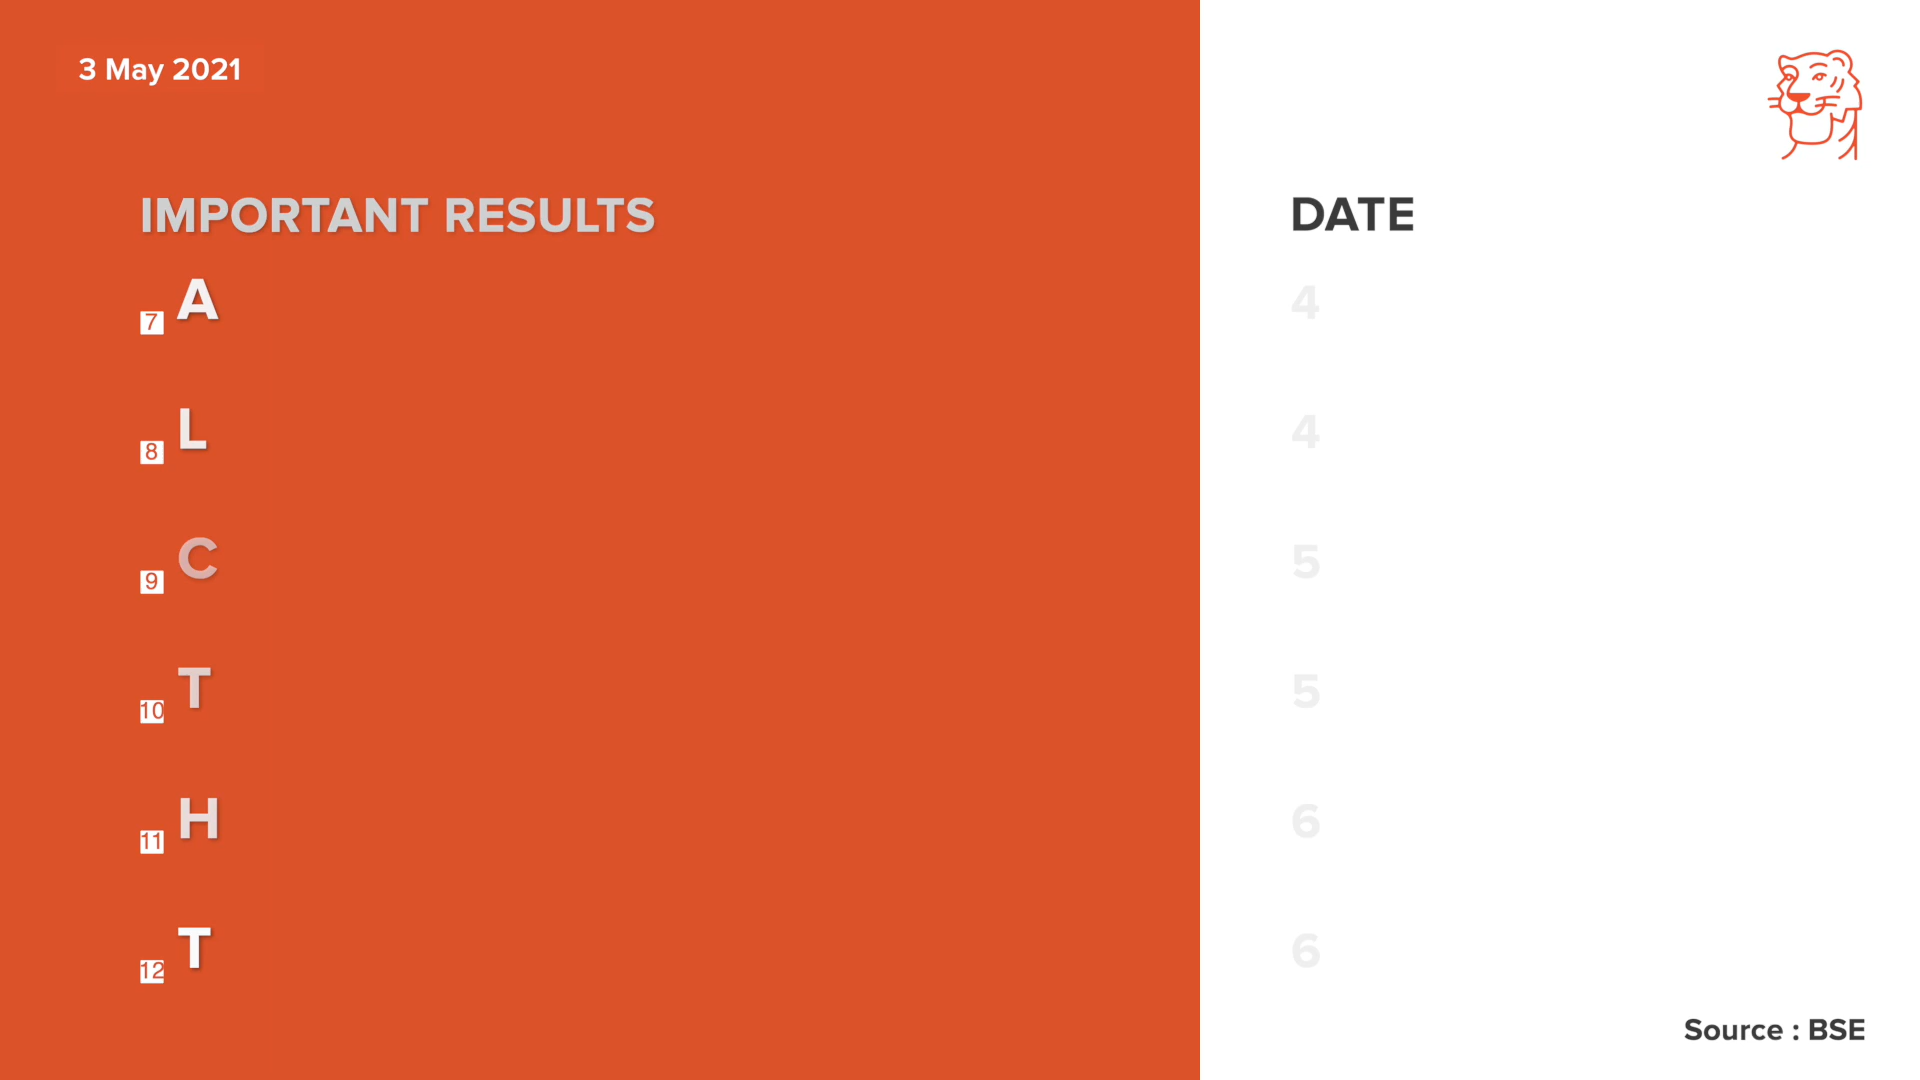 3 May 2021
IMPORTANT RESULTS
DATE
7 A
4
8 L
4
9 C
5
10 T
5
11 H
6
12 T
6
Source : BSE